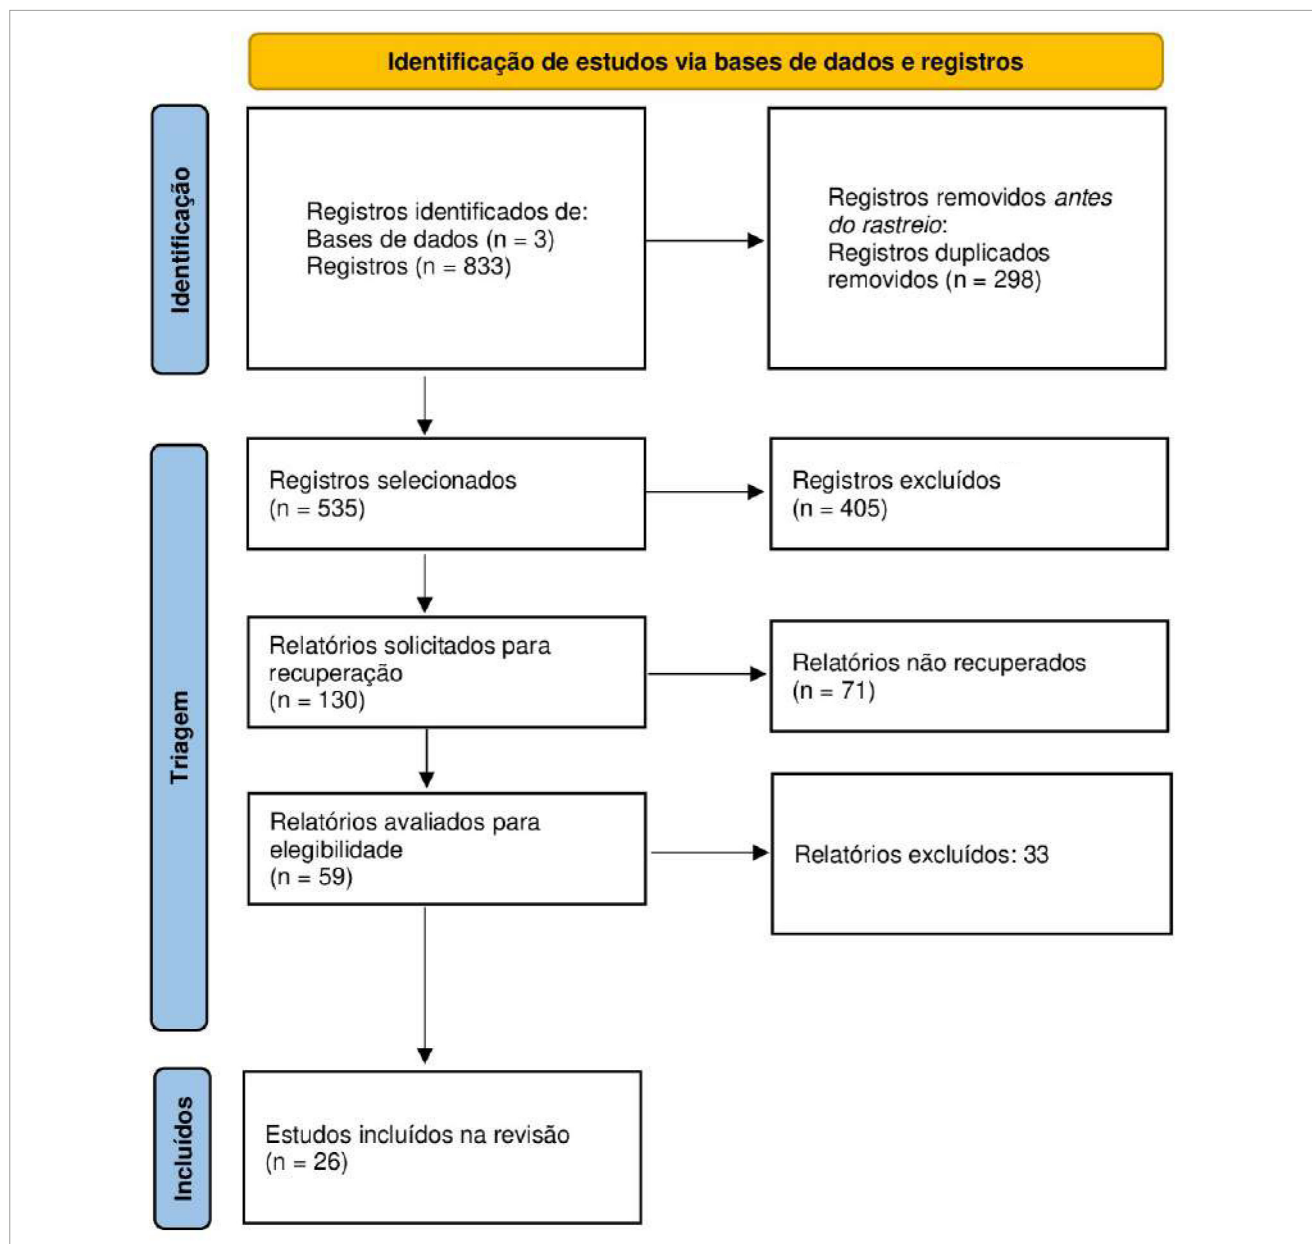 Identificação de estudos via bases de dados e registros
Identificação
Registros identificados de:
Bases de dados (n = 3)
Registros (n = 833)
Registros removidos antes
do rastreio:
Registros duplicados
removidos (n = 298)
Triagem
Registros selecionados
(n = 535)
Registros excluídos
(n = 405)
Relatórios solicitados para
recuperação
(n = 130)
Relatórios não recuperados
(n = 71)
Relatórios avaliados para
elegibilidade
(n = 59)
Relatórios excluídos: 33
Incluídos
Estudos incluídos na revisão
(n = 26)